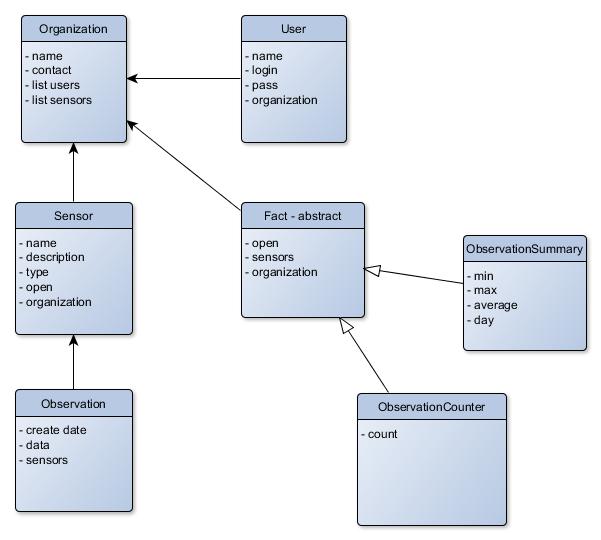 Organization
- name
- contact
- list users
- list sensors
User
- name
- login
- pass
- organization
Sensor
- name
- description
- type
- open
- organization
Fact - abstract
- open
- sensors
- organization
ObservationSummary
- min
- max
- average
- day
Observation
- create date
- data
- sensors
ObservationCounter
- count